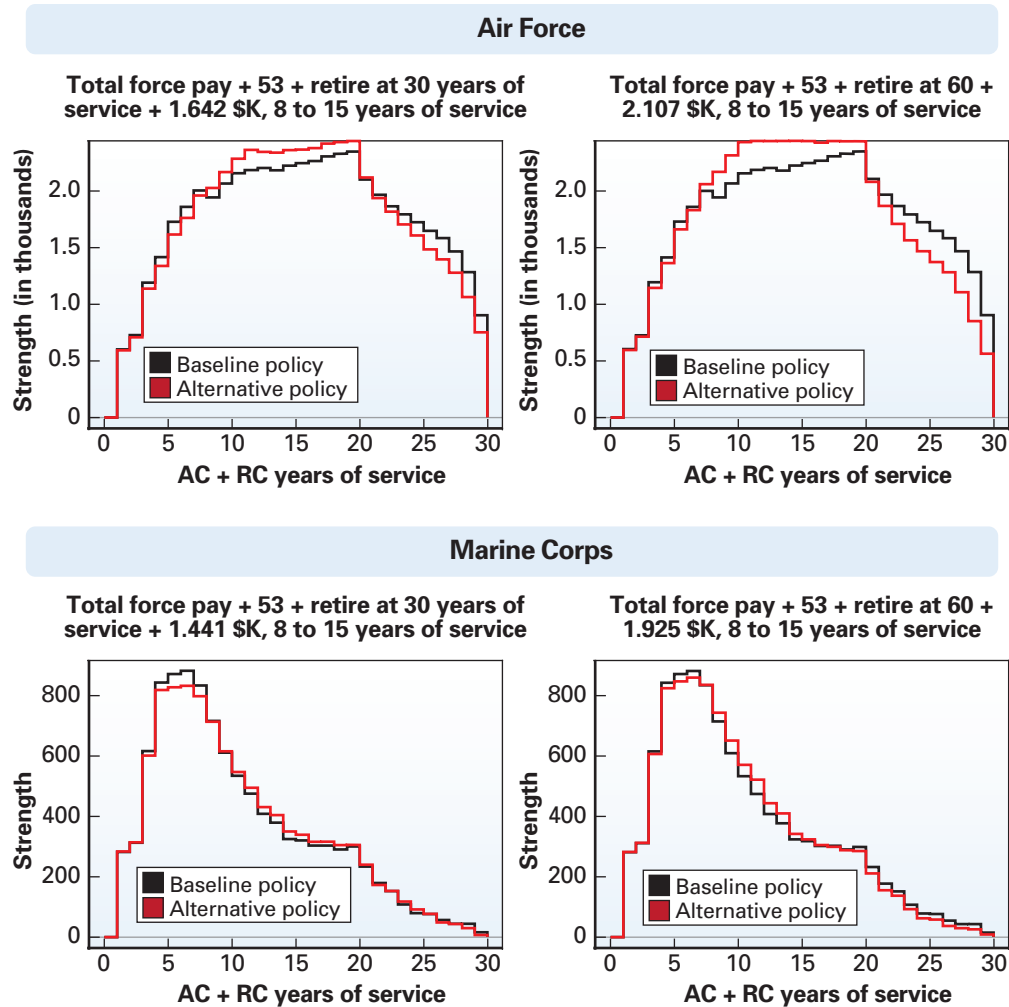 Air Force
Total force pay + 53 + retire at 30 years of
service + 1.642 $K, 8 to 15 years of service
Strength (in thousands)
2.0
1.5
1.0
0.5
0
Baseline policy
Alternative policy
0 5 10 15 20 25 30
AC + RC years of service
Total force pay + 53 + retire at 60 +
2.107 $K, 8 to 15 years of service
Strength (in thousands)
2.0
1.5
1.0
0.5
0
Baseline policy
Alternative policy
0 5 10 15 20 25 30
AC + RC years of service
Marine Corps
Total force pay + 53 + retire at 30 years of
service + 1.441 $K, 8 to 15 years of service
Strength
800
600
400
200
0
Baseline policy
Alternative policy
0 5 10 15 20 25 30
AC + RC years of service
Total force pay + 53 + retire at 60 +
1.925 $K, 8 to 15 years of service
Strength
800
600
400
200
0
Baseline policy
Alternative policy
0 5 10 15 20 25 30
AC + RC years of service